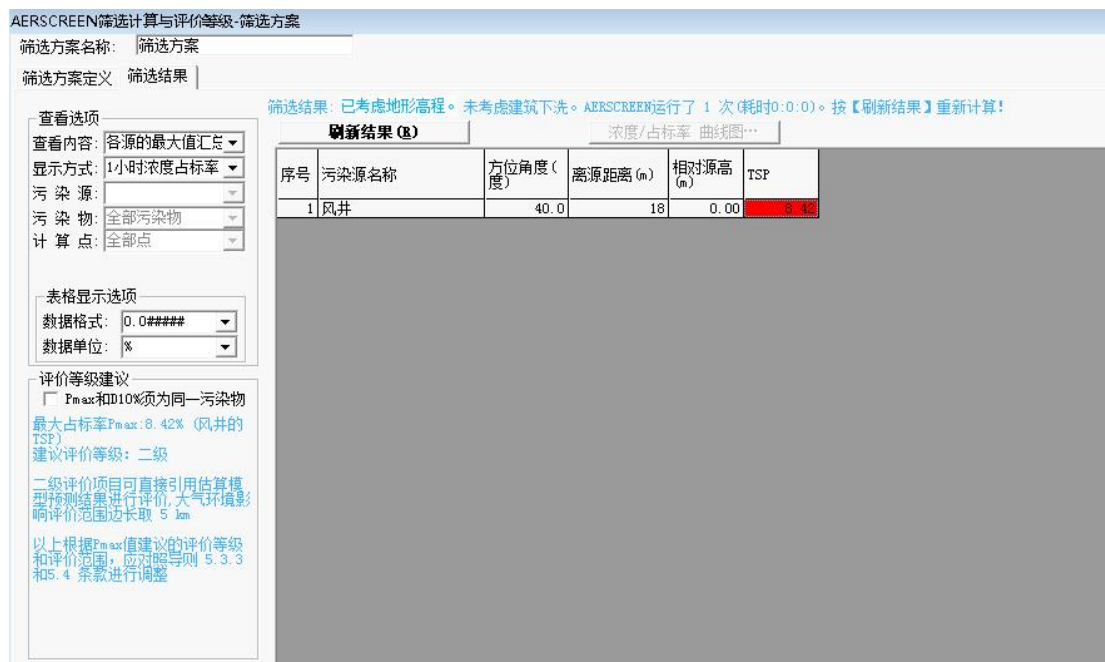 AERSCREEN筛选计算与评价等级-筛选方案
筛选方案名称: 筛选方案
筛选方案定义 筛选结果
筛选结果: 已考虑地形高程。未考虑建筑下洗。AERSCREEN运行了 1 次(耗时0:0:0)。按【刷新结果】重新计算!
刷新结果(R) 浓度/占标率 曲线图…
查看选项
查看内容: 各源的最大值汇总
显示方式: 1小时浓度占标率
污 染 源:
污 染 物: 全部污染物
计 算 点: 全部点
序号 污染源名称 方位角度(度) 离源距离(m) 相对源高(m) TSP
1 风井 40.0 18 0.00 8.42
表格显示选项
数据格式: 0.0#####
数据单位: %
评价等级建议
Pmax和D10%须为同一污染物
最大占标率Pmax:8.42% (风井的
TSP)
建议评价等级: 二级
二级评价项目可直接引用估算模
型预测结果进行评价,大气环境影
响评价范围边长取 5 km
以上根据Pmax值建议的评价等级
和评价范围,应对照导则 5.3.3
和5.4 条款进行调整